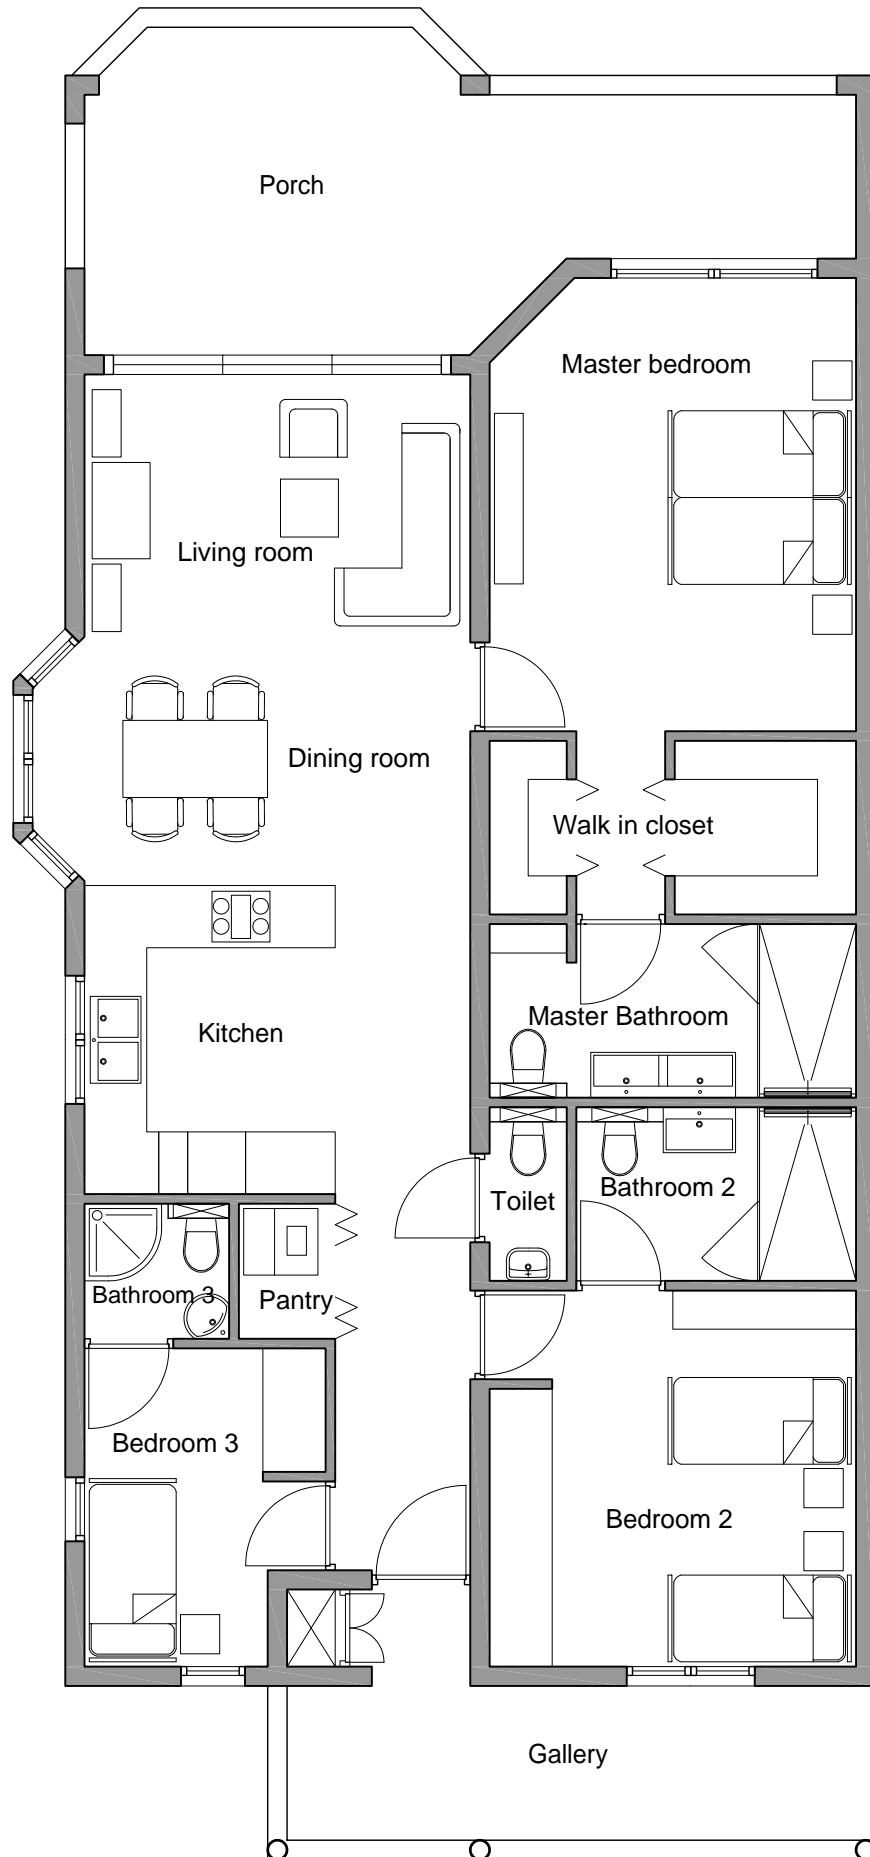 Porch
Master bedroom
Living room
Dining room
Walk in closet
Master Bathroom
Kitchen
Toilet
Bathroom 2
Bathroom 3
Pantry
Bedroom 3
Bedroom 2
Gallery